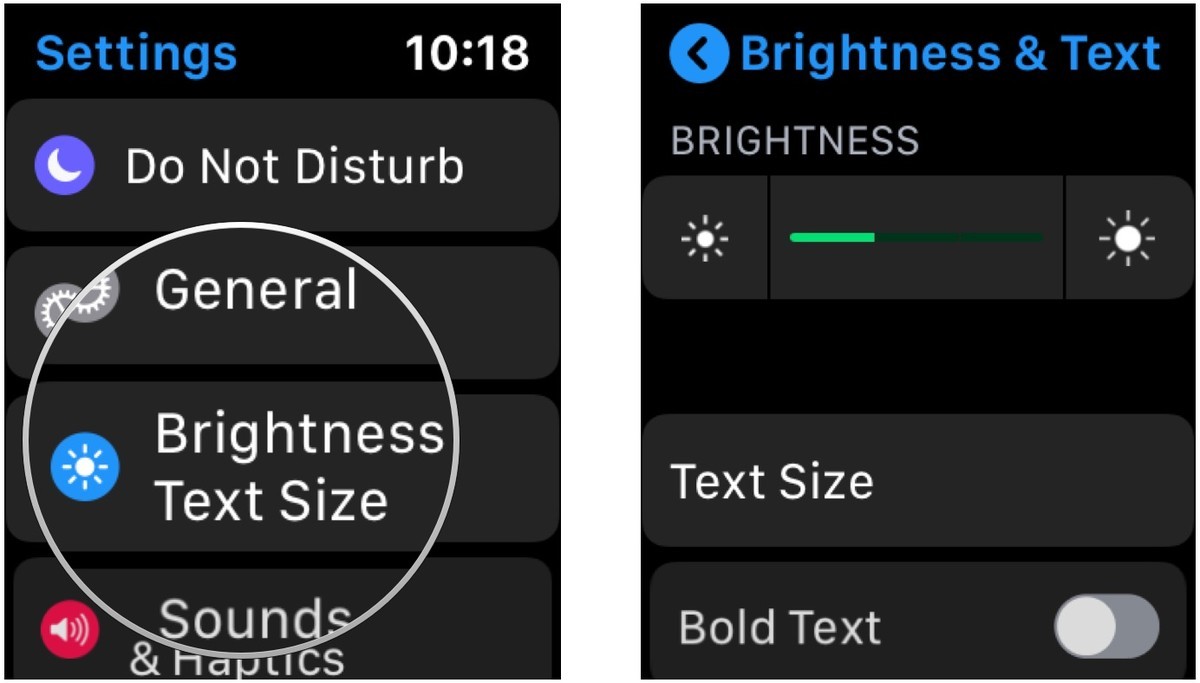 Settings 10:18
Do Not Disturb
General
Brightness
Text Size
Sounds
& Haptics
Brightness & Text
BRIGHTNESS
Text Size
Bold Text